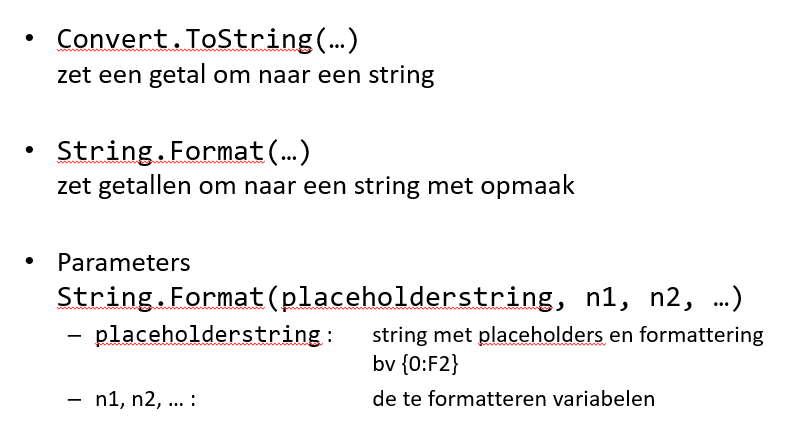 • Convert.ToString(…)
zet een getal om naar een string
• String.Format(…)
zet getallen om naar een string met opmaak
• Parameters
String.Format(placeholderstring, n1, n2, …)
– placeholderstring : string met placeholders en formattering
bv {0:F2}
– n1, n2, … : de te formatteren variabelen